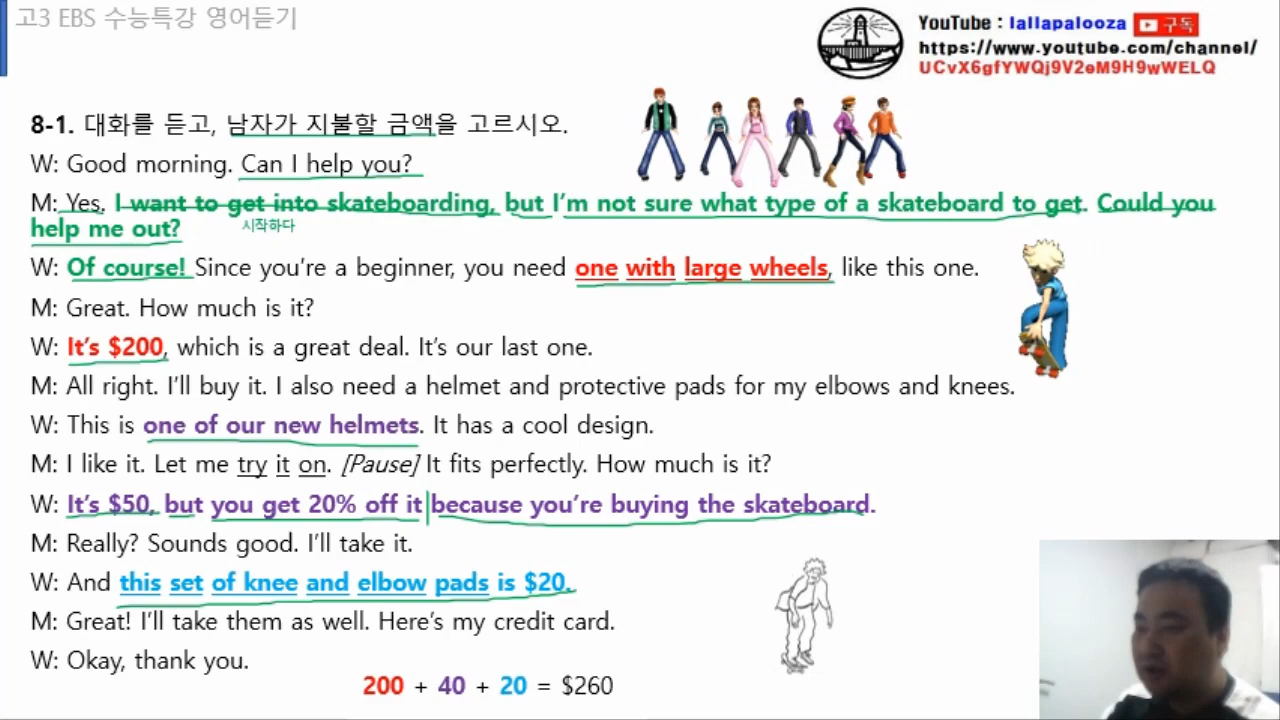 고3 EBS 수능특강 영어듣기
YouTube : lallapalooza 구독
https://www.youtube.com/channel/
UCvX6gfYWQj9V2eM9H9wWELQ
8-1. 대화를 듣고, 남자가 지불할 금액을 고르시오.
W: Good morning. Can I help you?
M: Yes. I want to get into skateboarding, but I’m not sure what type of a skateboard to get. Could you
help me out?
시작하다
W: Of course! Since you’re a beginner, you need one with large wheels, like this one.
M: Great. How much is it?
W: It’s $200, which is a great deal. It’s our last one.
M: All right. I’ll buy it. I also need a helmet and protective pads for my elbows and knees.
W: This is one of our new helmets. It has a cool design.
M: I like it. Let me try it on. [Pause] It fits perfectly. How much is it?
W: It’s $50, but you get 20% off it because you’re buying the skateboard.
M: Really? Sounds good. I’ll take it.
W: And this set of knee and elbow pads is $20.
M: Great! I’ll take them as well. Here’s my credit card.
W: Okay, thank you.
200 + 40 + 20 = $260